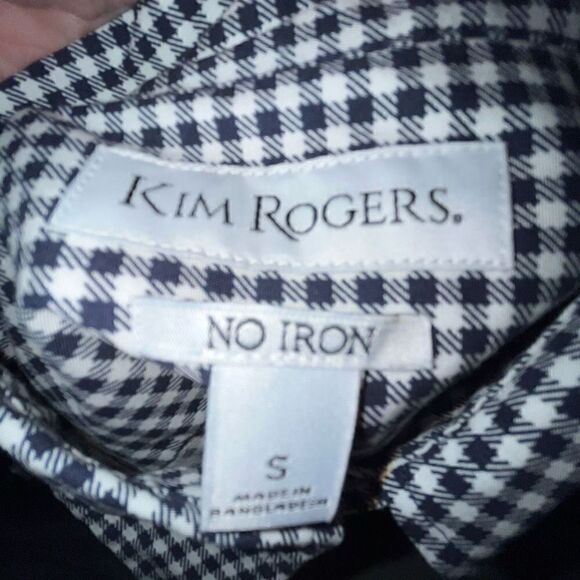 KIM ROGERS.
NO IRON
S
MADE IN
BANGLADESH